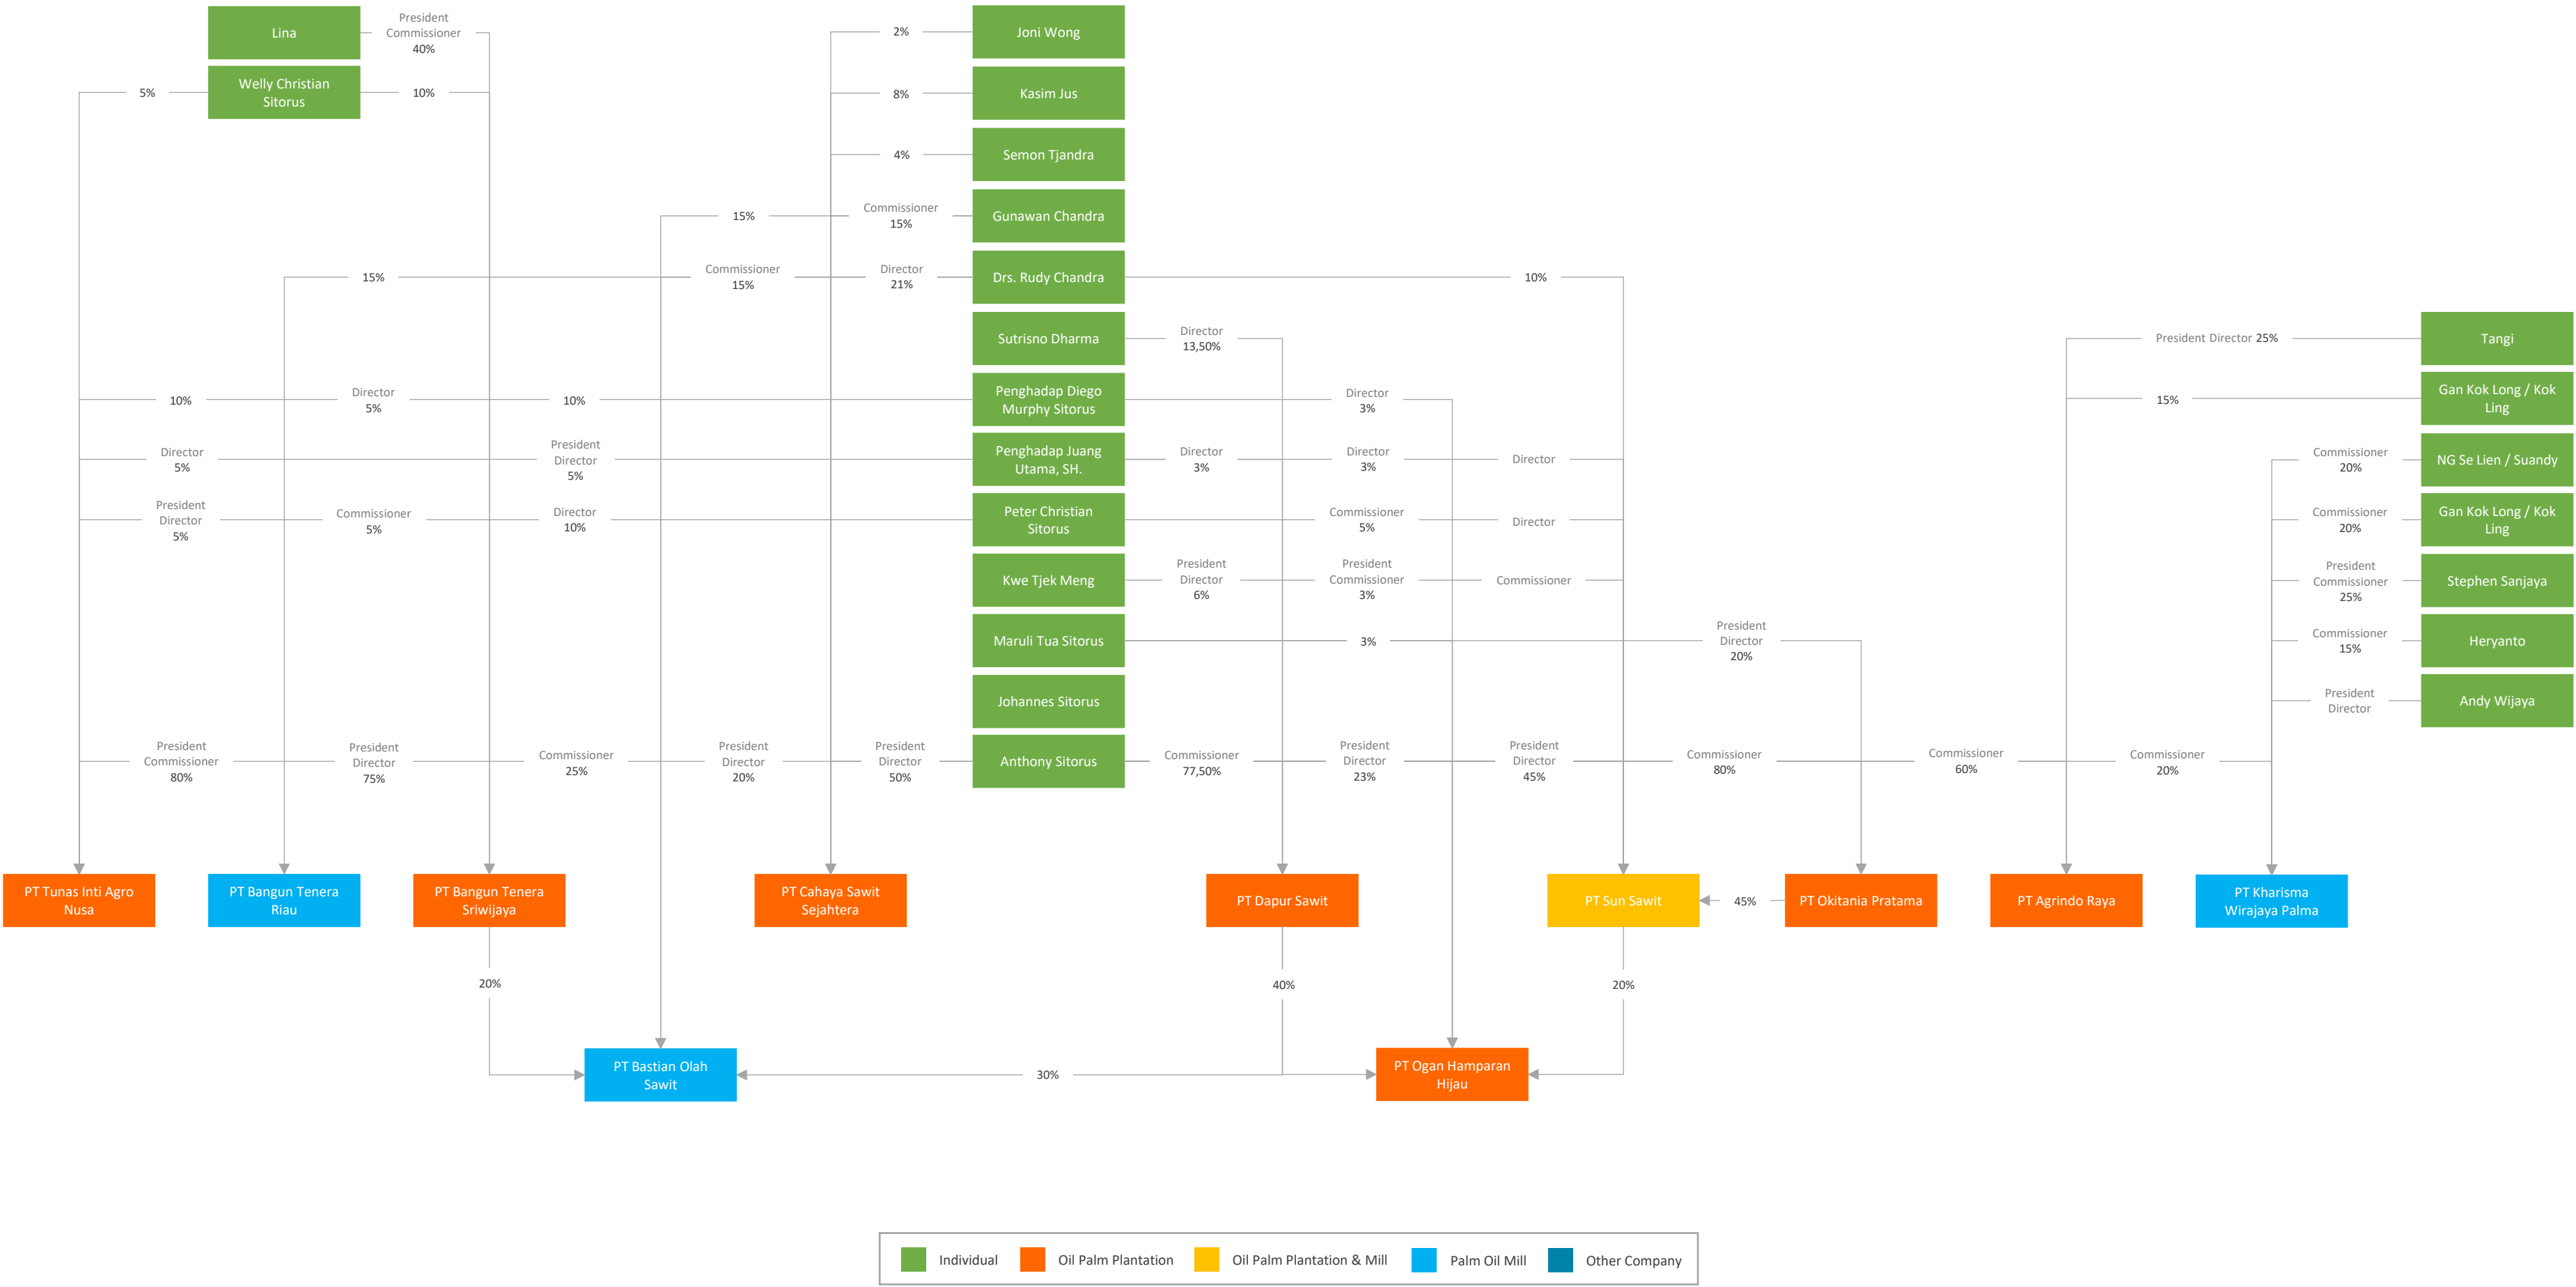 Lina
President
Commissioner
40%
2%
Joni Wong
5%
Welly Christian
Sitorus
10%
8%
Kasim Jus
4%
Semon Tjandra
15%
Commissioner
15%
Gunawan Chandra
15%
Commissioner
15%
Director
21%
Drs. Rudy Chandra
10%
Sutrisno Dharma
Director
13,50%
President Director 25%
Tangi
10%
Director
5%
10%
Penghadap Diego
Murphy Sitorus
Director
3%
15%
Gan Kok Long / Kok
Ling
Director
5%
President
Director
5%
Penghadap Juang
Utama, SH.
Director
3%
Director
3%
Director
Commissioner
20%
NG Se Lien / Suandy
President
Director
5%
Commissioner
5%
Director
10%
Peter Christian
Sitorus
Commissioner
5%
Director
Commissioner
20%
Gan Kok Long / Kok
Ling
Kwe Tjek Meng
President
Director
6%
President
Commissioner
3%
Commissioner
President
Commissioner
25%
Stephen Sanjaya
Maruli Tua Sitorus
3%
President
Director
20%
Commissioner
15%
Heryanto
Johannes Sitorus
President
Director
Andy Wijaya
President
Commissioner
80%
President
Director
75%
Commissioner
25%
President
Director
20%
President
Director
50%
Anthony Sitorus
Commissioner
77,50%
President
Director
23%
President
Director
45%
Commissioner
80%
Commissioner
60%
Commissioner
20%
PT Tunas Inti Agro
Nusa
PT Bangun Tenera
Riau
PT Bangun Tenera
Sriwijaya
PT Cahaya Sawit
Sejahtera
PT Dapur Sawit
PT Sun Sawit
45%
PT Okitania Pratama
PT Agrindo Raya
PT Kharisma
Wirajaya Palma
20%
40%
20%
PT Bastian Olah
Sawit
30%
PT Ogan Hamparan
Hijau
Individual
Oil Palm Plantation
Oil Palm Plantation & Mill
Palm Oil Mill
Other Company